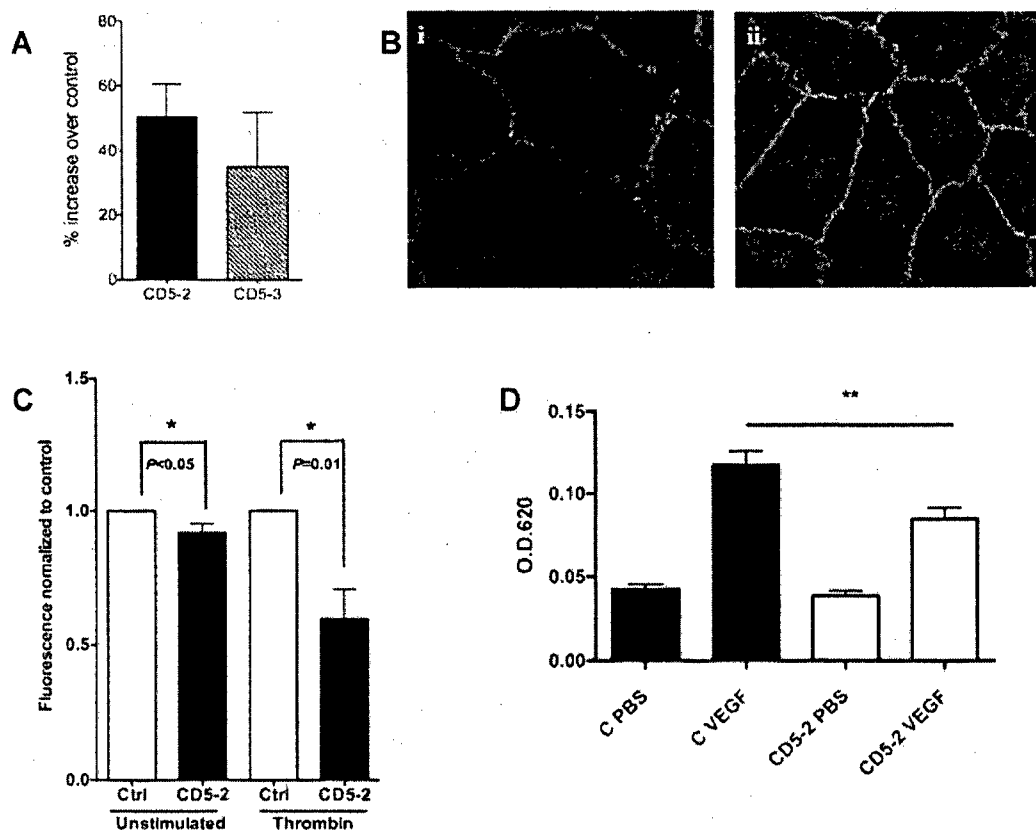 A
% increase over control
80
60
40
20
0
CD5-2 CD5-3
B
i
ii
C
Fluorescence normalized to control
1.5
1.0
0.5
0.0
*
P<0.05
*
P=0.01
Ctrl CD5-2 Ctrl CD5-2
Unstimulated Thrombin
D
O.D.620
0.15
0.10
0.05
0.00
**
C PBS
C VEGF
CD5-2 PBS
CD5-2 VEGF